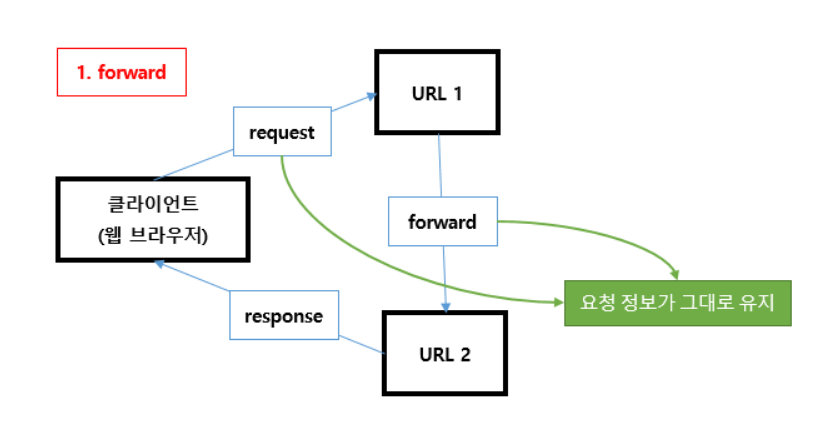 1. forward
URL 1
request
클라이언트
(웹 브라우저)
forward
요청 정보가 그대로 유지
response
URL 2